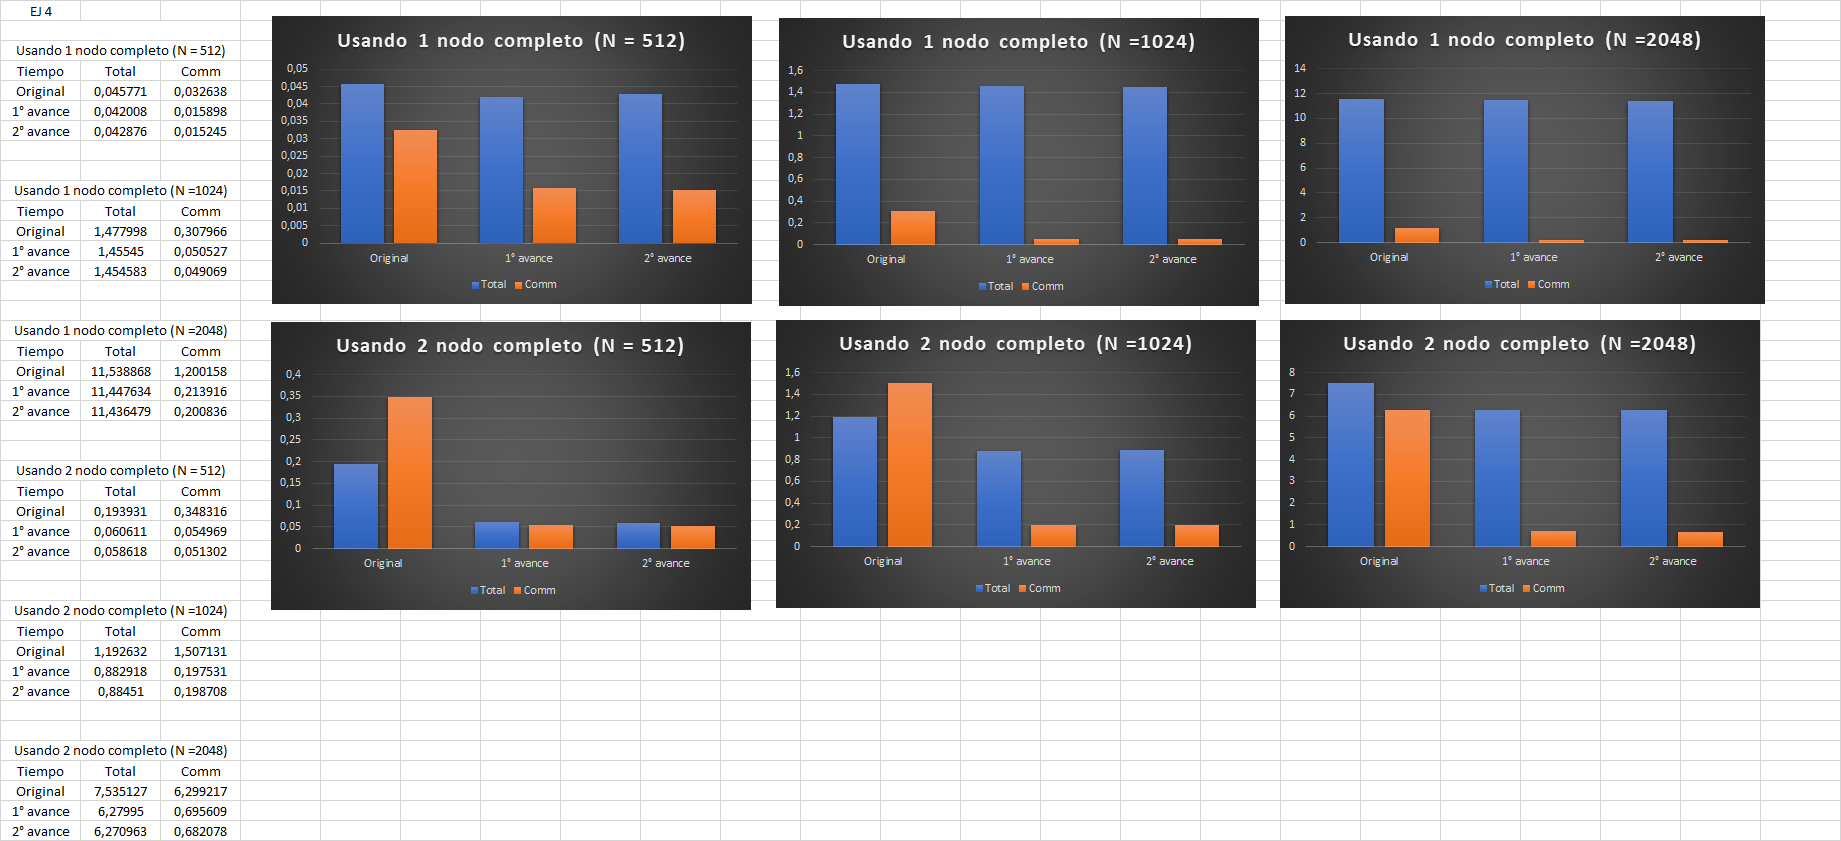 EJ 4
Usando 1 nodo completo (N = 512)
Tiempo Total Comm
Original 0,045771 0,032638
1° avance 0,042008 0,015898
2° avance 0,042876 0,015245
Usando 1 nodo completo (N =1024)
Tiempo Total Comm
Original 1,477998 0,307966
1° avance 1,45545 0,050527
2° avance 1,454583 0,049069
Usando 1 nodo completo (N =2048)
Tiempo Total Comm
Original 11,538868 1,200158
1° avance 11,447634 0,213916
2° avance 11,436479 0,200836
Usando 2 nodo completo (N = 512)
Tiempo Total Comm
Original 0,193931 0,348316
1° avance 0,060611 0,054969
2° avance 0,058618 0,051302
Usando 2 nodo completo (N =1024)
Tiempo Total Comm
Original 1,192632 1,507131
1° avance 0,882918 0,197531
2° avance 0,88451 0,198708
Usando 2 nodo completo (N =2048)
Tiempo Total Comm
Original 7,535127 6,299217
1° avance 6,27995 0,695609
2° avance 6,270963 0,682078
Usando 1 nodo completo (N = 512)
0,05
0,045
0,04
0,035
0,03
0,025
0,02
0,015
0,01
0,005
0
Original 1° avance 2° avance
Total Comm
Usando 1 nodo completo (N =1024)
1,6
1,4
1,2
1
0,8
0,6
0,4
0,2
0
Original 1° avance 2° avance
Total Comm
Usando 1 nodo completo (N =2048)
14
12
10
8
6
4
2
0
Original 1° avance 2° avance
Total Comm
Usando 2 nodo completo (N = 512)
0,4
0,35
0,3
0,25
0,2
0,15
0,1
0,05
0
Original 1° avance 2° avance
Total Comm
Usando 2 nodo completo (N =1024)
1,6
1,4
1,2
1
0,8
0,6
0,4
0,2
0
Original 1° avance 2° avance
Total Comm
Usando 2 nodo completo (N =2048)
8
7
6
5
4
3
2
1
0
Original 1° avance 2° avance
Total Comm